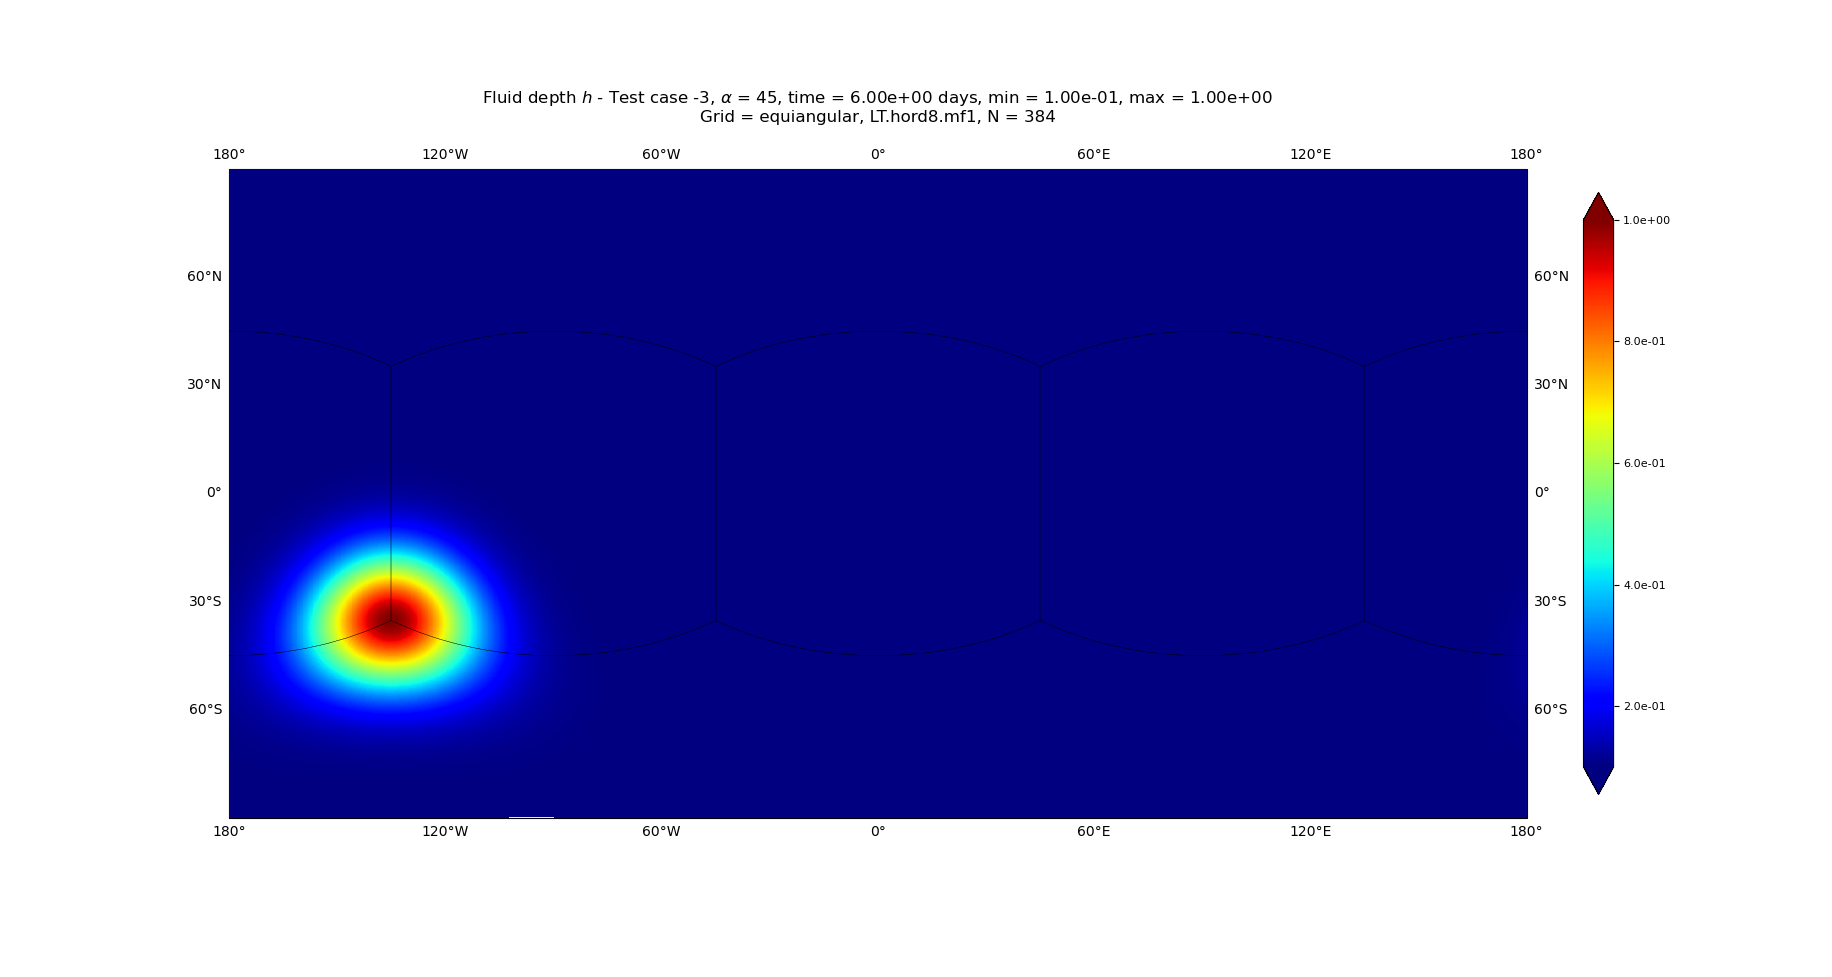 Fluid depth h - Test case -3, α = 45, time = 6.00e+00 days, min = 1.00e-01, max = 1.00e+00
Grid = equiangular, LT.hord8.mf1, N = 384
180° 120°W 60°W 0° 60°E 120°E 180°
1.0e+00
60°N 60°N
8.0e-01
30°N 30°N
6.0e-01
0° 0°
4.0e-01
30°S 30°S
2.0e-01
60°S 60°S
180° 120°W 60°W 0° 60°E 120°E 180°